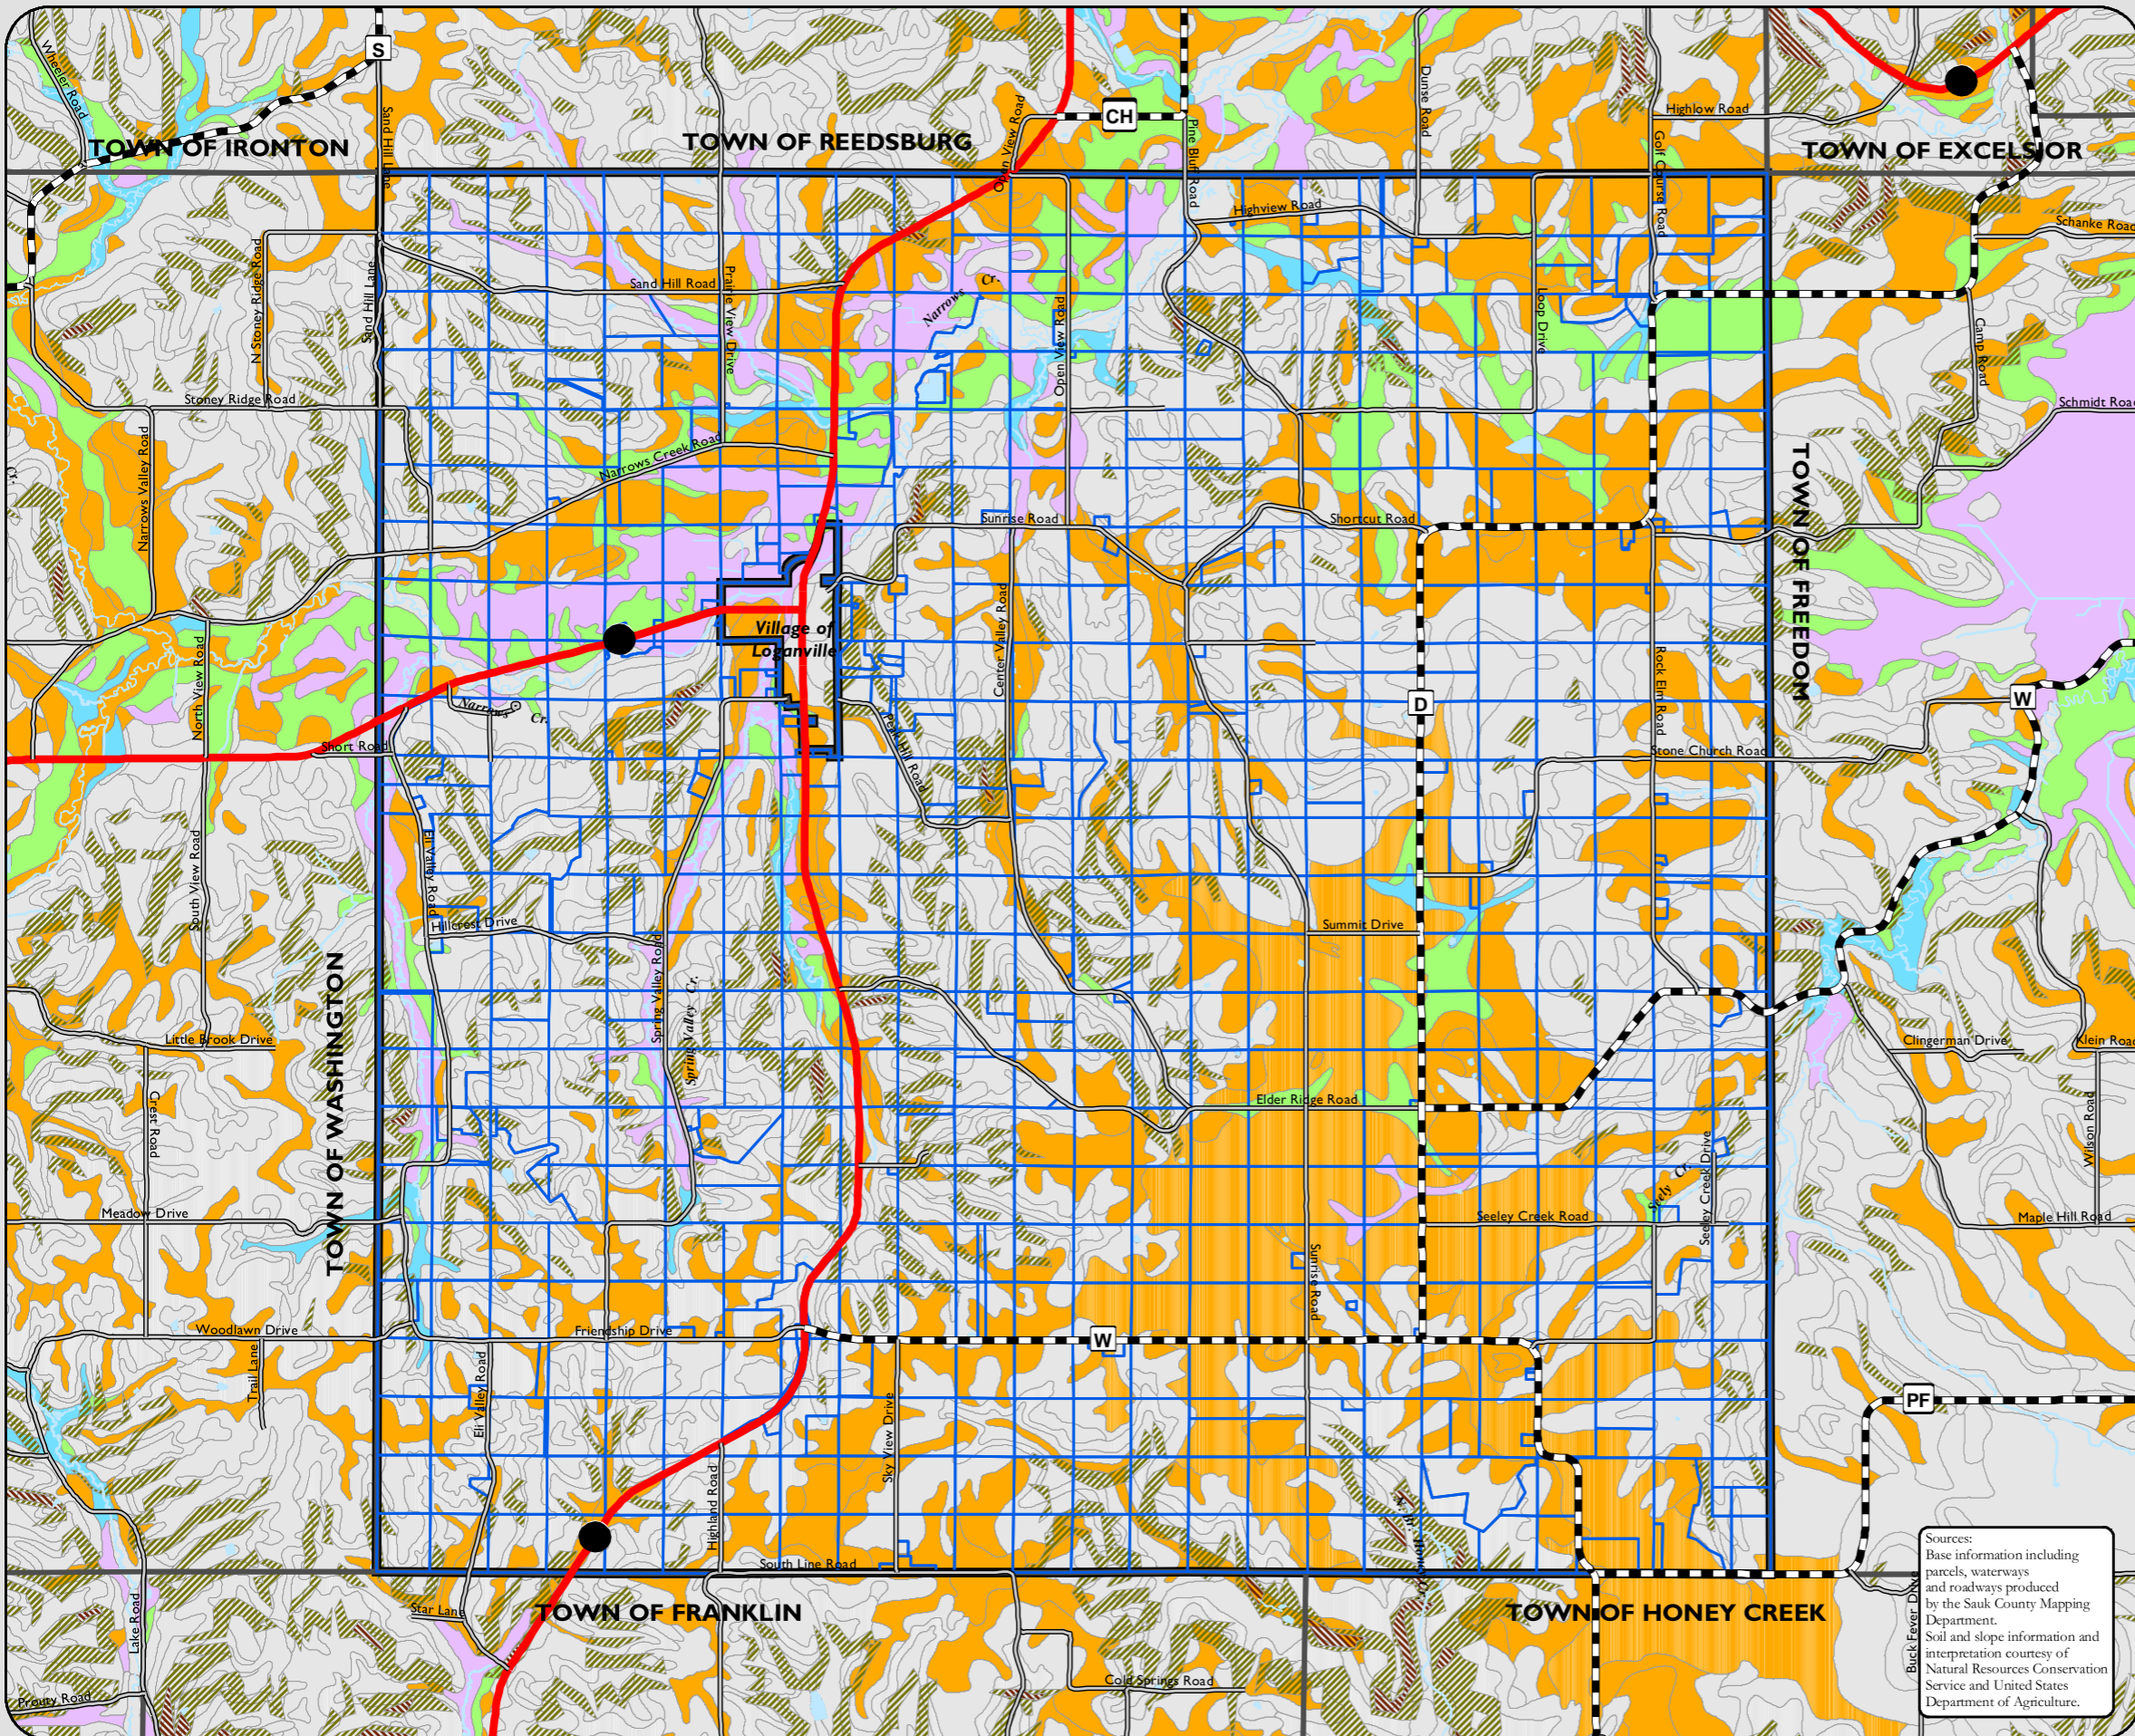 S
Wheeler Road
Sand Hill Lane
TOWN OF IRONTON
TOWN OF REEDSBURG
Open View Road
CH
Pine Bluff Road
Dunse Road
Golf Course Road
Highlow Road
TOWN OF EXCELSIOR
Highview Road
Schanke Road
N Stoney Ridge Road
Sand Hill Lane
Sand Hill Road
Prairie View Drive
Narrows Cr.
Open View Road
Loop Drive
Camp Road
Stoney Ridge Road
Schmidt Road
Narrows Valley Road
Narrows Creek Road
Cr.
Sunrise Road
Shortcut Road
TOWN OF FREEDOM
Village of
Loganville
Center Valley Road
North View Road
Rock Elm Road
D
W
Narrows Cr.
Short Road
Peak Hill Road
Stone Church Road
South View Road
Eli Valley Road
Hillcrest Drive
Summit Drive
Spring Valley Road
Spring Valley Cr.
TOWN OF WASHINGTON
Little Brook Drive
Clingerman Drive
Klein Road
Crest Road
Elder Ridge Road
Wilson Road
Seely Cr.
Seeley Creek Drive
Meadow Drive
Seeley Creek Road
Maple Hill Road
Sunrise Road
Woodlawn Drive
Friendship Drive
W
Trail Lane
Eli Valley Road
Sky View Drive
PF
Highland Road
South Line Road
Star Lane
TOWN OF FRANKLIN
TOWN OF HONEY CREEK
Lake Road
Cold Springs Road
Prouty Road
Buck Fever Drive
Sources:
Base information including
parcels, waterways
and roadways produced
by the Sauk County Mapping
Department.
Soil and slope information and
interpretation courtesy of
Natural Resources Conservation
Service and United States
Department of Agriculture.